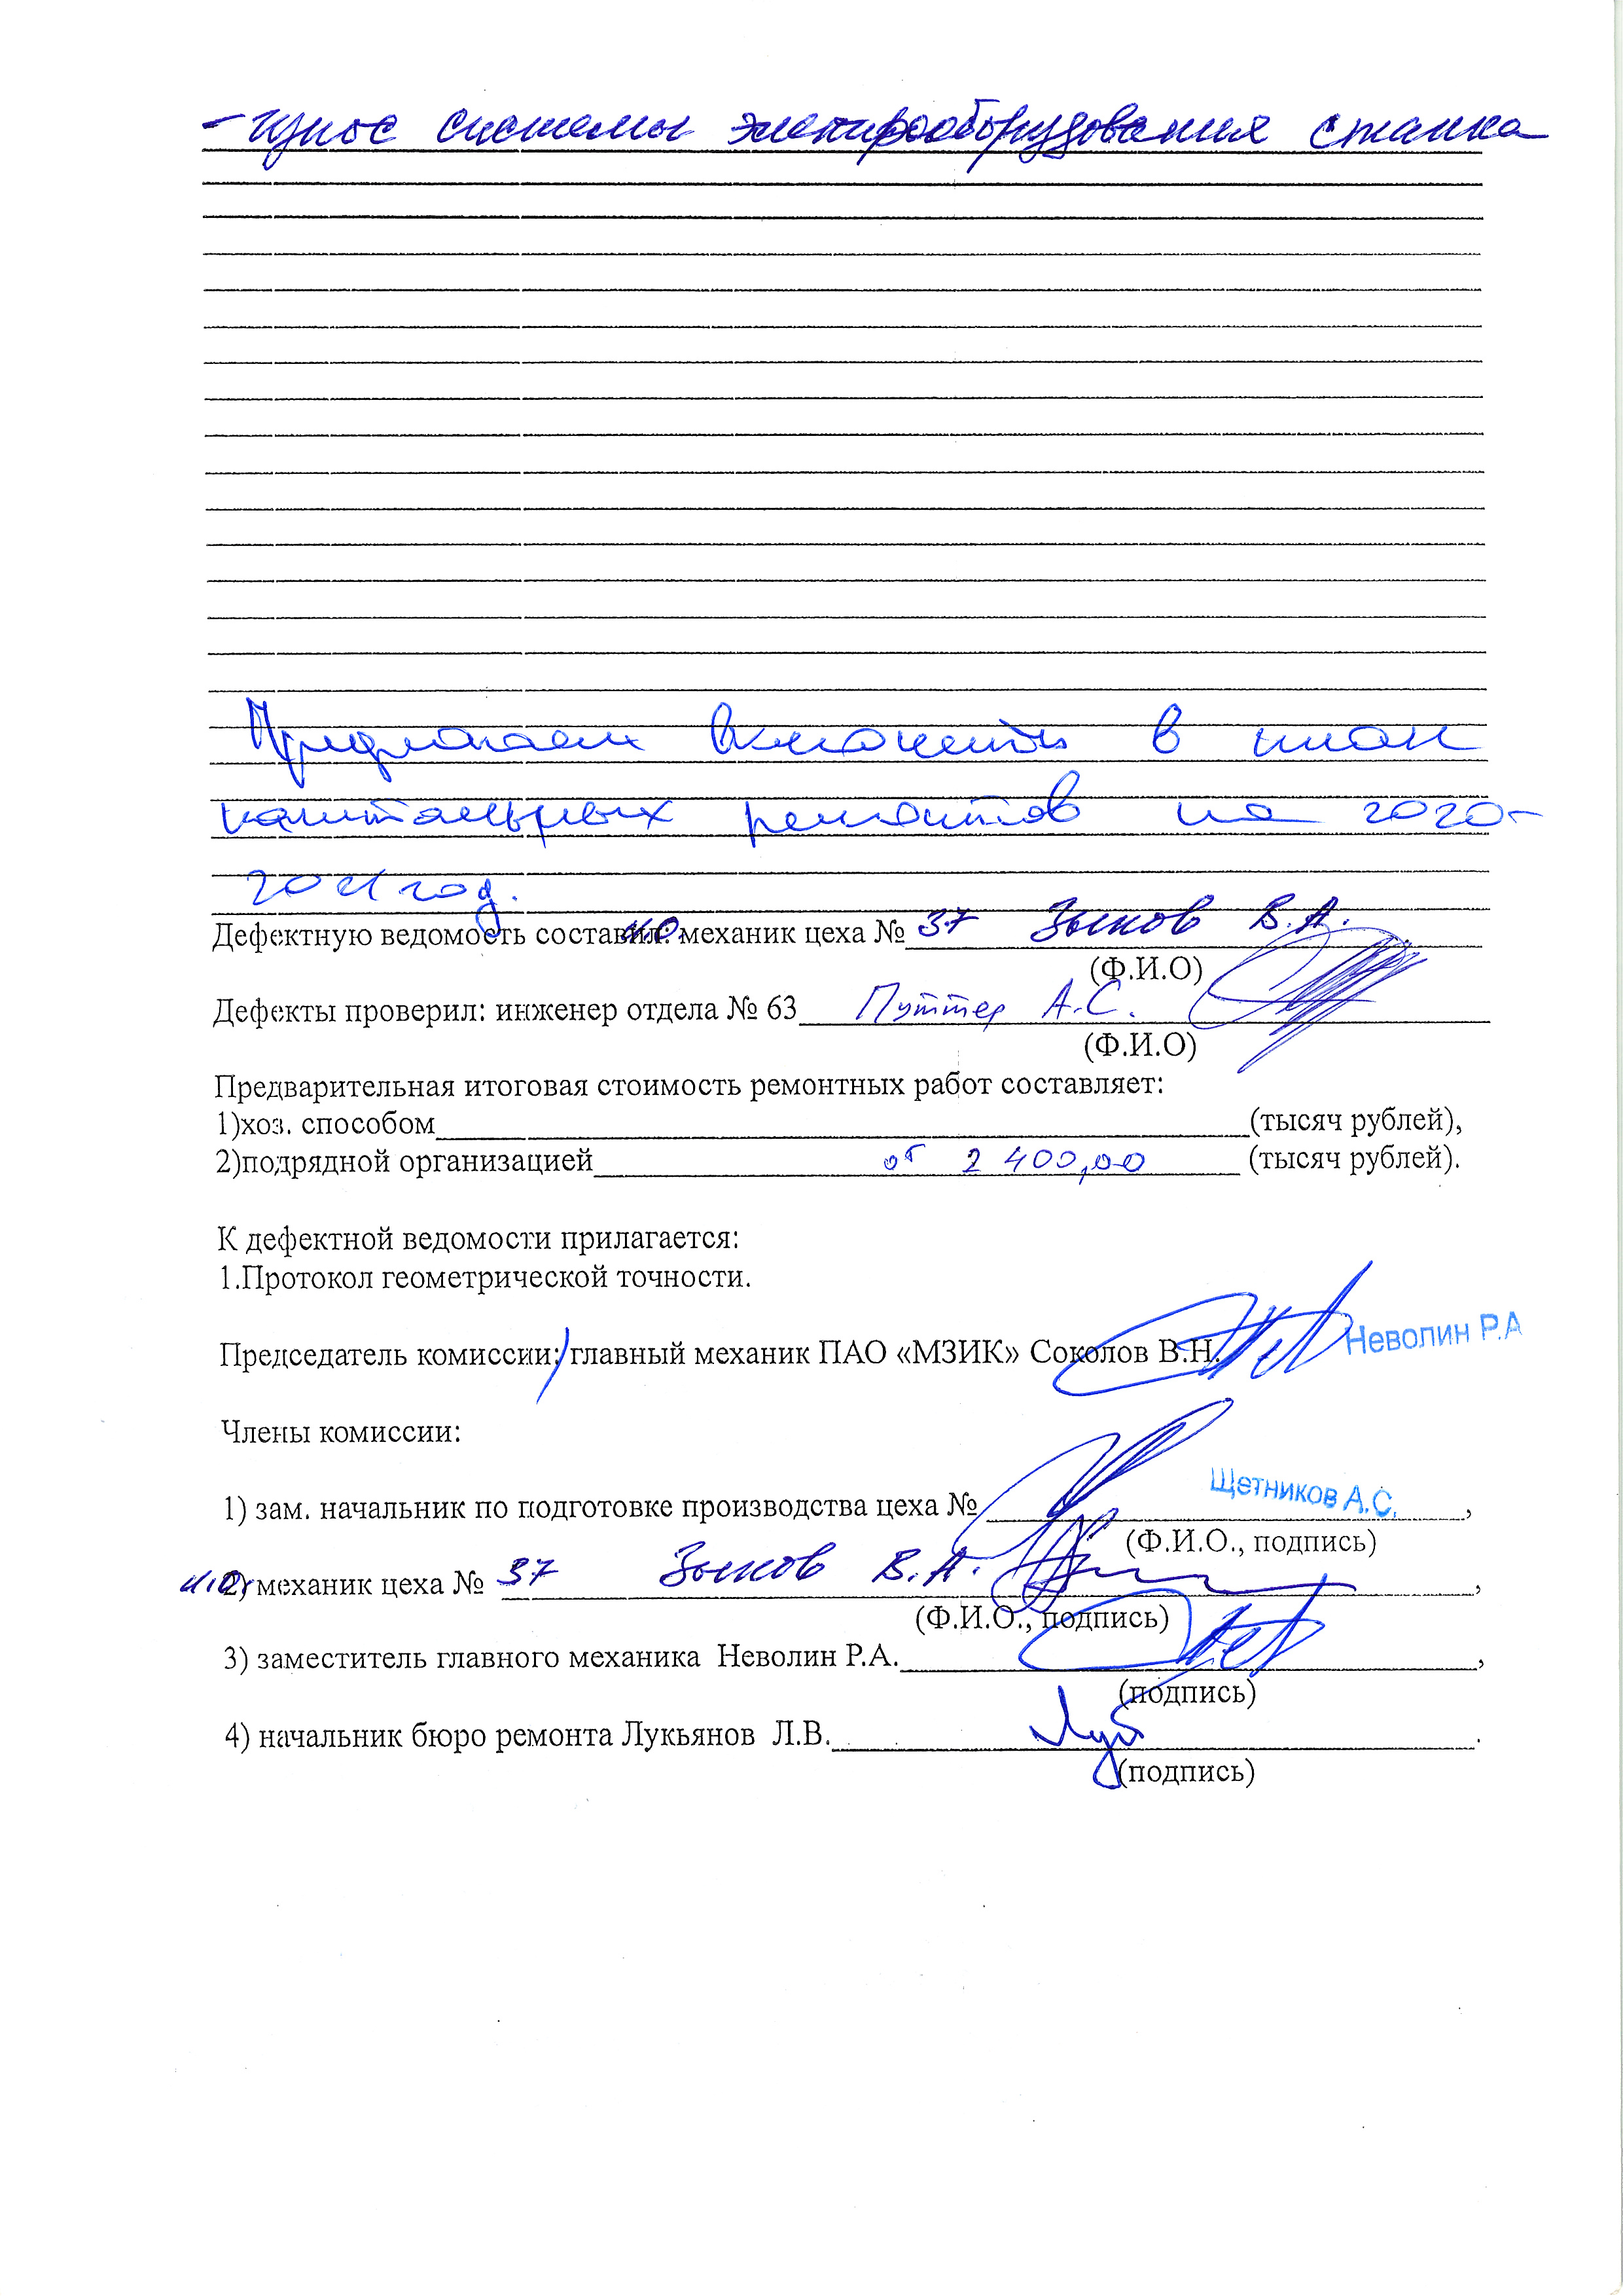 - износ системы электрооборудования станка
Предлагаем включить в план
капитальных ремонтов на 2020-
2021 год.
Дефектную ведомость составил: и.о. механик цеха № 37 Зыков В.А.
(Ф.И.О)
Дефекты проверил: инженер отдела № 63 Путтер А.С.
(Ф.И.О)
Предварительная итоговая стоимость ремонтных работ составляет:
1)хоз. способом (тысяч рублей),
2)подрядной организацией от 2 400,00 (тысяч рублей).
К дефектной ведомости прилагается:
1.Протокол геометрической точности.
Председатель комиссии: главный механик ПАО «МЗИК» Соколов В.Н. Неволин Р.А
Члены комиссии:
1) зам. начальник по подготовке производства цеха № Щетников А.С.,
(Ф.И.О., подпись)
и.о. 2) механик цеха № 37 Зыков В.А.,
(Ф.И.О., подпись)
3) заместитель главного механика Неволин Р.А.,
(подпись)
4) начальник бюро ремонта Лукьянов Л.В.
(подпись)